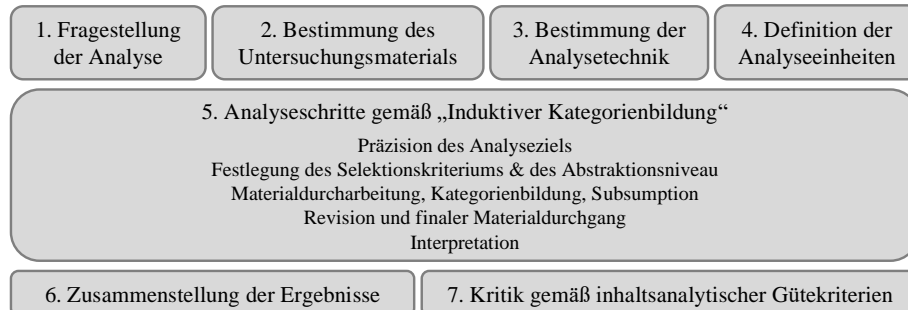 1. Fragestellung
der Analyse
2. Bestimmung des
Untersuchungsmaterials
3. Bestimmung der
Analysetechnik
4. Definition der
Analyseeinheiten
5. Analyseschritte gemäß „Induktiver Kategorienbildung“
Präzision des Analyseziels
Festlegung des Selektionskriteriums & des Abstraktionsniveau
Materialdurcharbeitung, Kategorienbildung, Subsumption
Revision und finaler Materialdurchgang
Interpretation
6. Zusammenstellung der Ergebnisse
7. Kritik gemäß inhaltsanalytischer Gütekriterien